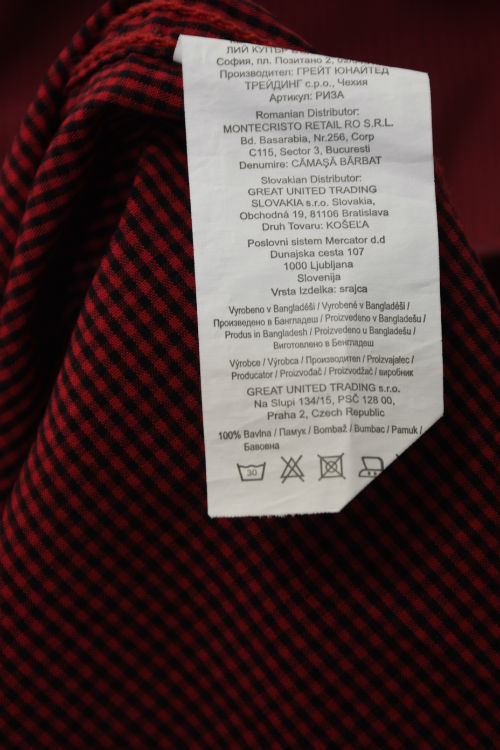 ЛИЙ КУПЪР
София, пл. Позитано 2,
Производител: ГРЕЙТ ЮНАЙТЕД
ТРЕЙДИНГ с.р.о., Чехия
Артикул: РИЗА
Romanian Distributor:
MONTECRISTO RETAIL RO S.R.L.
Bd. Basarabia, Nr.256, Corp
C115, Sector 3, Bucuresti
Denumire: CĂMAȘĂ BĂRBAT
Slovakian Distributor:
GREAT UNITED TRADING
SLOVAKIA s.r.o. Slovakia,
Obchodná 19, 81106 Bratislava
Druh Tovaru: KOŠEĽA
Poslovni sistem Mercator d.d
Dunajska cesta 107
1000 Ljubljana
Slovenija
Vrsta Izdelka: srajca
Vyrobeno v Bangladéši / Vyrobené v Bangladéši /
Произведено в Бангладеш / Proizvedeno v Bangladešu /
Produs in Bangladesh / Proizvedeno u Bangladešu /
Виготовлено в Бенгладеш
Výrobce / Výrobca / Производител / Proizvajalec /
Producator / Proizvođač / Proizvodžač / виробник
GREAT UNITED TRADING s.r.o.
Na Slupi 134/15, PSČ 128 00,
Praha 2, Czech Republic
100% Bavlna / Памук / Bombaž / Bumbac / Pamuk /
Бавовна
30